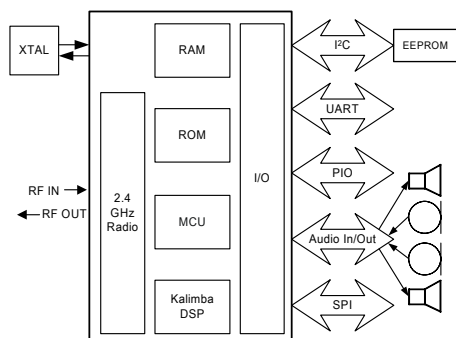 XTAL
RAM
I²C
EEPROM
UART
ROM
I/O
PIO
RF IN
RF OUT
2.4
GHz
Radio
MCU
Audio In/Out
Kalimba
DSP
SPI